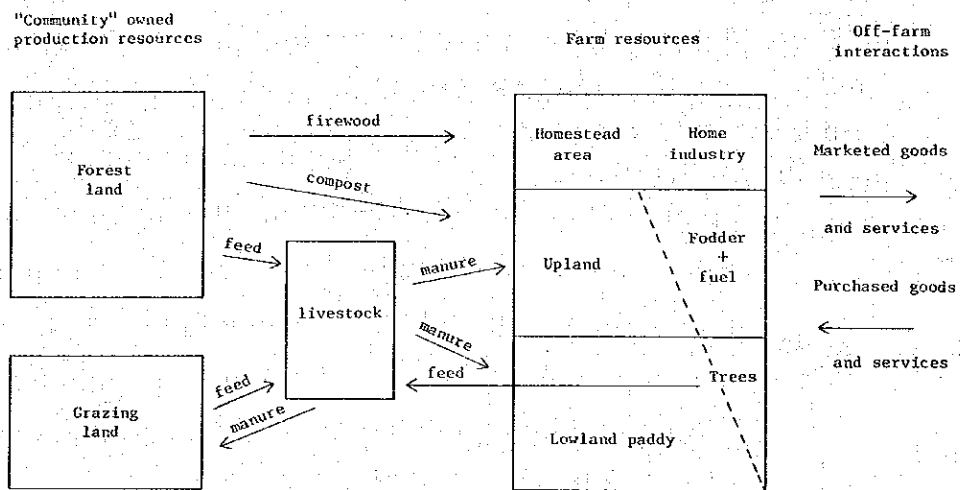 "Community" owned
production resources
Farm resources
Off-farm
interactions
Forest
land
firewood
compost
feed
livestock
manure
manure
feed
feed
manure
Grazing
land
Homestead
area
Home
industry
Upland
Fodder
+
fuel
Trees
Lowland paddy
Marketed goods
and services
Purchased goods
and services